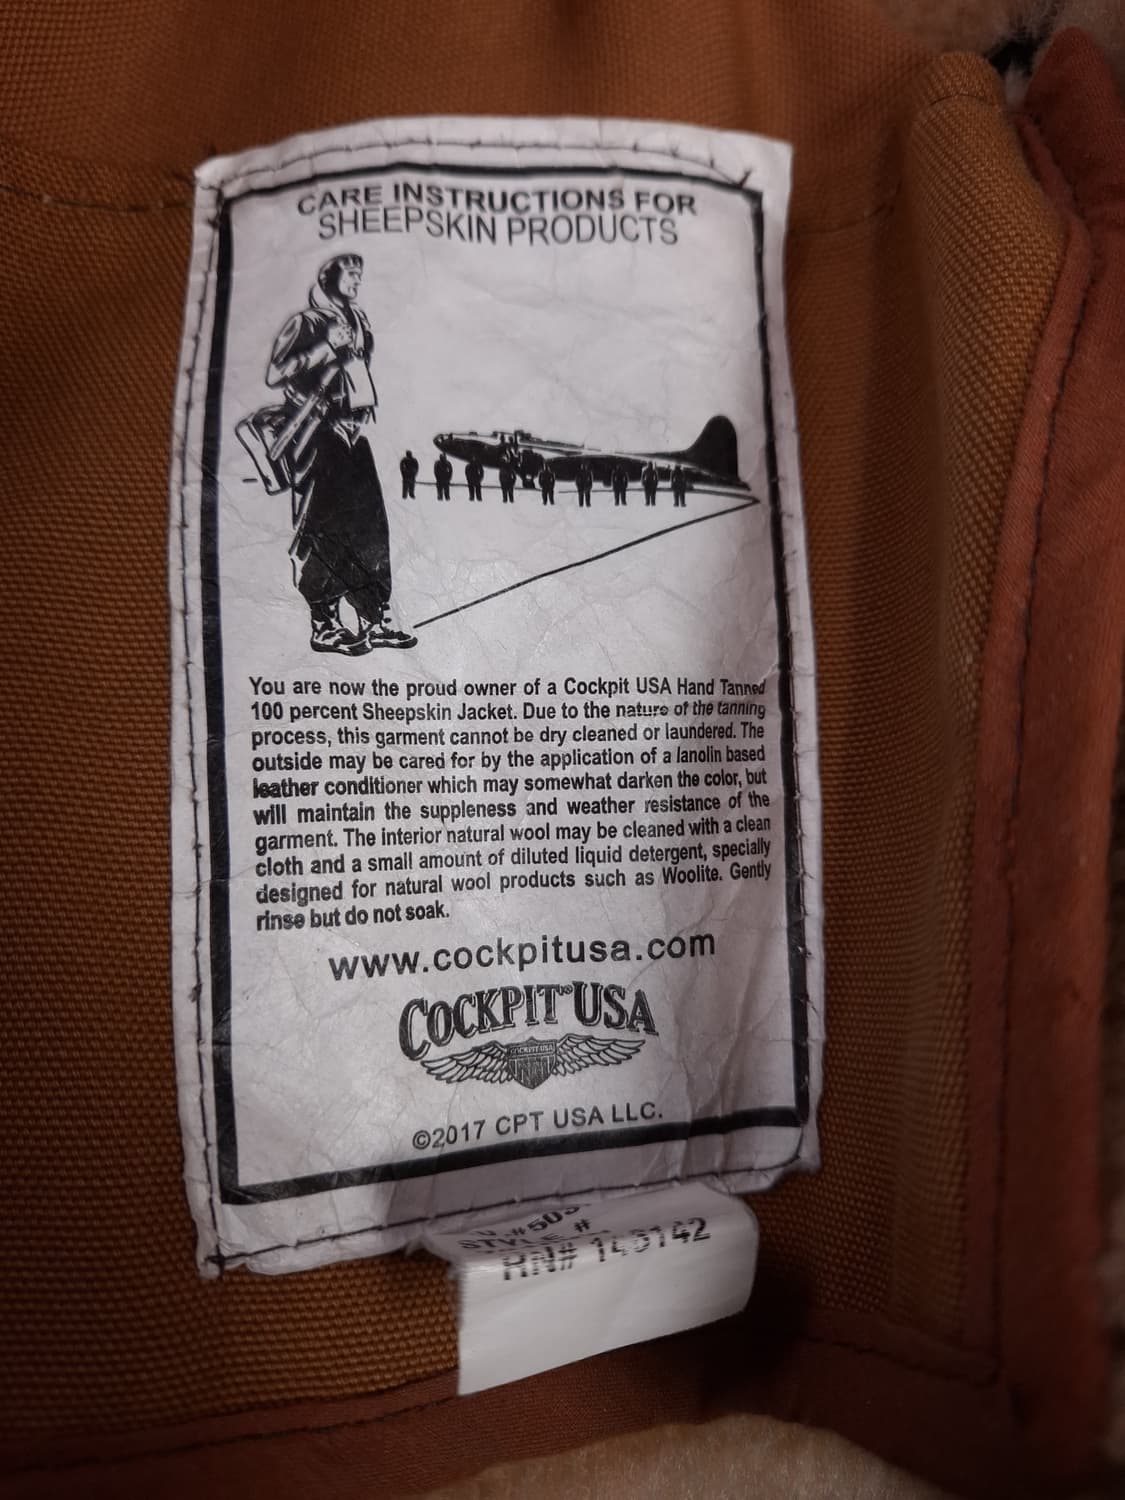 CARE INSTRUCTIONS FOR
SHEEPSKIN PRODUCTS
You are now the proud owner of a Cockpit USA Hand Tanned
100 percent Sheepskin Jacket. Due to the nature of the tanning
process, this garment cannot be dry cleaned or laundered. The
outside may be cared for by the application of a lanolin based
leather conditioner which may somewhat darken the color, but
will maintain the suppleness and weather resistance of the
garment. The interior natural wool may be cleaned with a clean
cloth and a small amount of diluted liquid detergent, specially
designed for natural wool products such as Woolite. Gently
rinse but do not soak.
www.cockpitusa.com
COCKPIT USA
COCKPIT USA
©2017 CPT USA LLC.
STYLE #
RN#